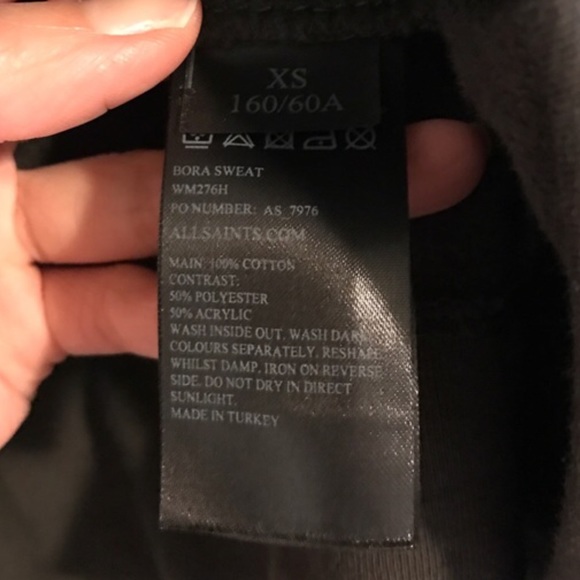 XS
160/60A
BORA SWEAT
WM276H
PO NUMBER: AS_7976
ALLSAINTS.COM
MAIN: 100% COTTON
CONTRAST:
50% POLYESTER
50% ACRYLIC
WASH INSIDE OUT. WASH DARK
COLOURS SEPARATELY. RESHAPE
WHILST DAMP. IRON ON REVERSE
SIDE. DO NOT DRY IN DIRECT
SUNLIGHT.
MADE IN TURKEY